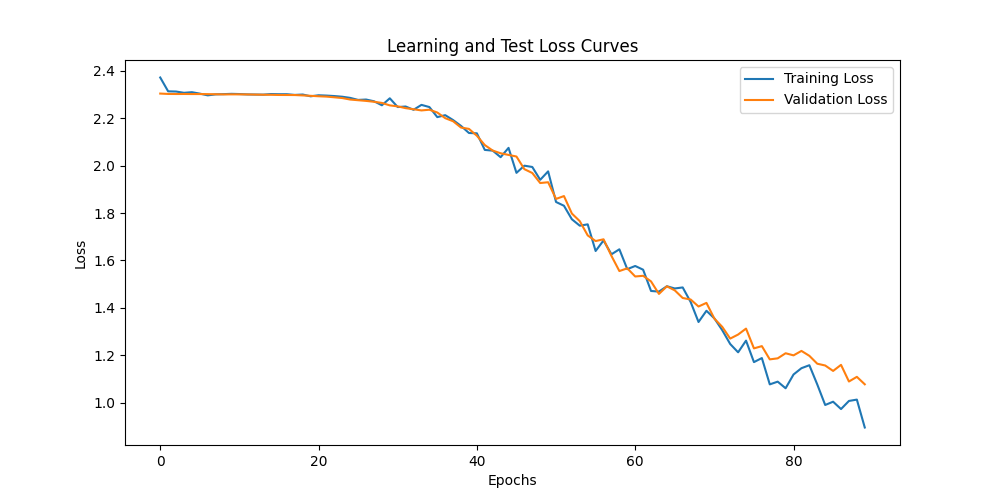 Learning and Test Loss Curves
Training Loss
Validation Loss
2.4
2.2
2.0
1.8
1.6
1.4
1.2
1.0
Loss
0 20 40 60 80
Epochs